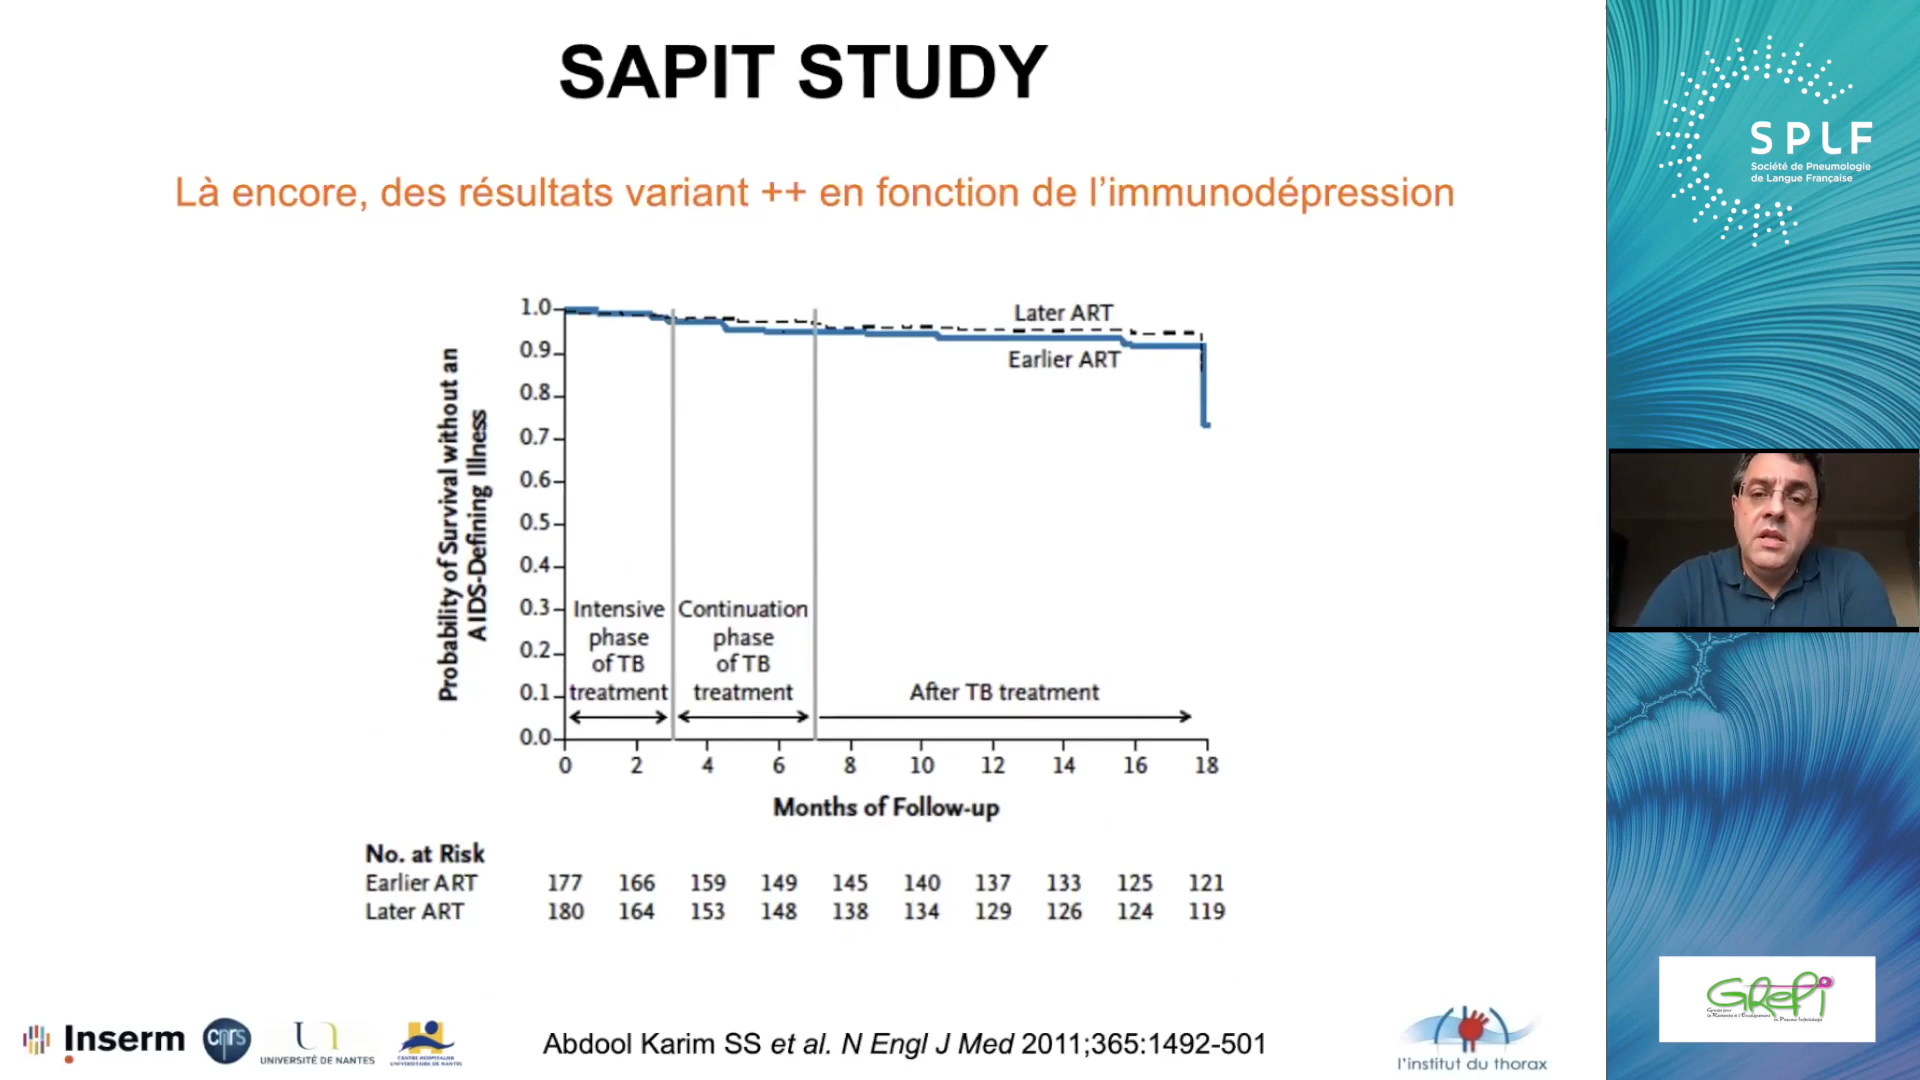 SAPIT STUDY
Là encore, des résultats variant ++ en fonction de l’immunodépression
SPLF
Société de Pneumologie
de Langue Française
Probability of Survival without an
AIDS-Defining Illness
1.0
0.9
0.8
0.7
0.6
0.5
0.4
0.3
0.2
0.1
0.0
Later ART
Earlier ART
Intensive
phase
of TB
treatment
Continuation
phase
of TB
treatment
After TB treatment
0 2 4 6 8 10 12 14 16 18
Months of Follow-up
No. at Risk
Earlier ART 177 166 159 149 145 140 137 133 125 121
Later ART 180 164 153 148 138 134 129 126 124 119
Inserm
cnrs
UNIVERSITÉ DE NANTES
CENTRE HOSPITALIER
UNIVERSITAIRE DE NANTES
Abdool Karim SS et al. N Engl J Med 2011;365:1492-501
l'institut du thorax
GREPI